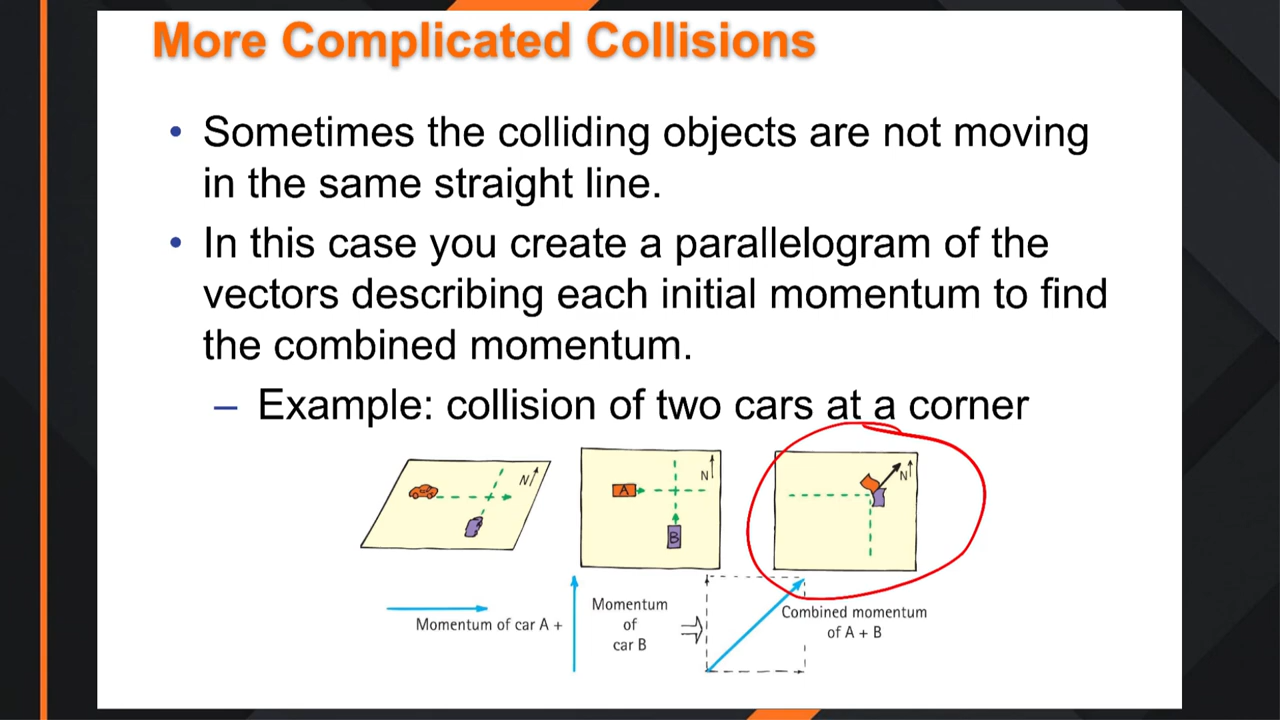 More Complicated Collisions
• Sometimes the colliding objects are not moving
in the same straight line.
• In this case you create a parallelogram of the
vectors describing each initial momentum to find
the combined momentum.
– Example: collision of two cars at a corner
N
A
B
N
N
Momentum of car A +
Momentum
of
car B
Combined momentum
of A + B